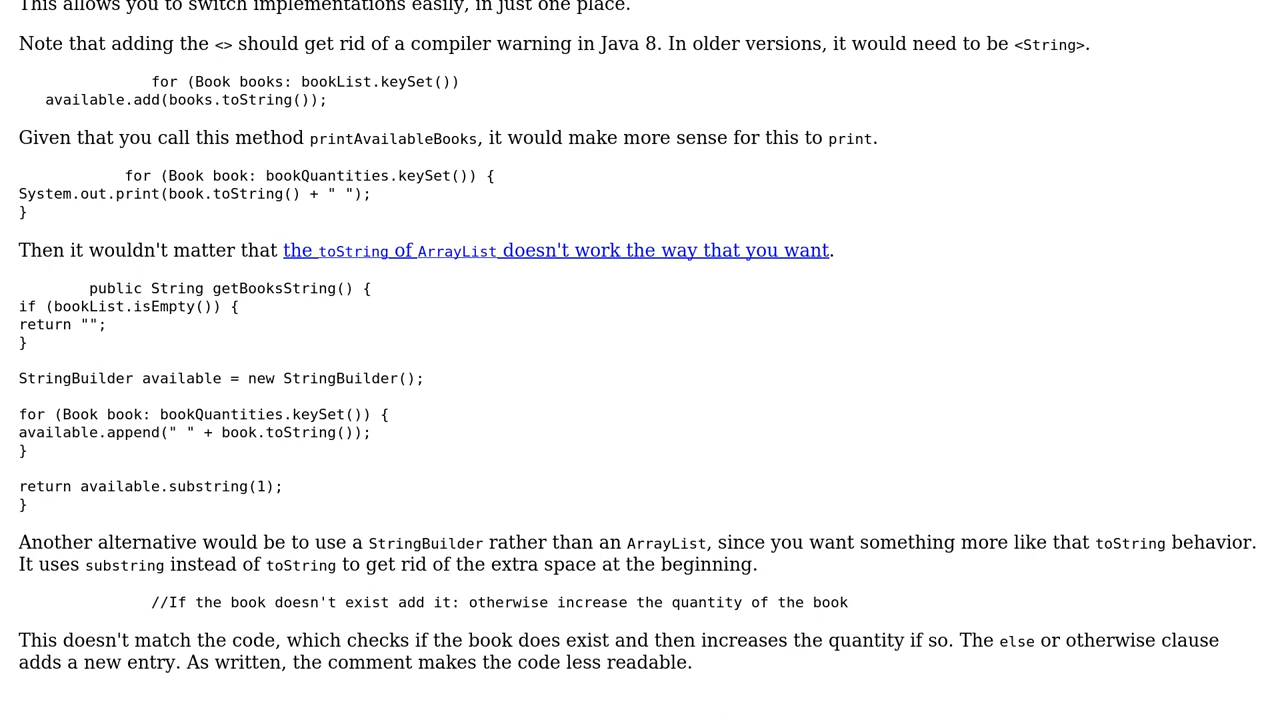 This allows you to switch implementations easily, in just one place.
Note that adding the <> should get rid of a compiler warning in Java 8. In older versions, it would need to be <String>.
for (Book books: bookList.keySet())
available.add(books.toString());
Given that you call this method printAvailableBooks, it would make more sense for this to print.
for (Book book: bookQuantities.keySet()) {
System.out.print(book.toString() + " ");
}
Then it wouldn't matter that the toString of ArrayList doesn't work the way that you want.
public String getBooksString() {
if (bookList.isEmpty()) {
return "";
}
StringBuilder available = new StringBuilder();
for (Book book: bookQuantities.keySet()) {
available.append(" " + book.toString());
}
return available.substring(1);
}
Another alternative would be to use a StringBuilder rather than an ArrayList, since you want something more like that toString behavior.
It uses substring instead of toString to get rid of the extra space at the beginning.
//If the book doesn't exist add it: otherwise increase the quantity of the book
This doesn't match the code, which checks if the book does exist and then increases the quantity if so. The else or otherwise clause
adds a new entry. As written, the comment makes the code less readable.